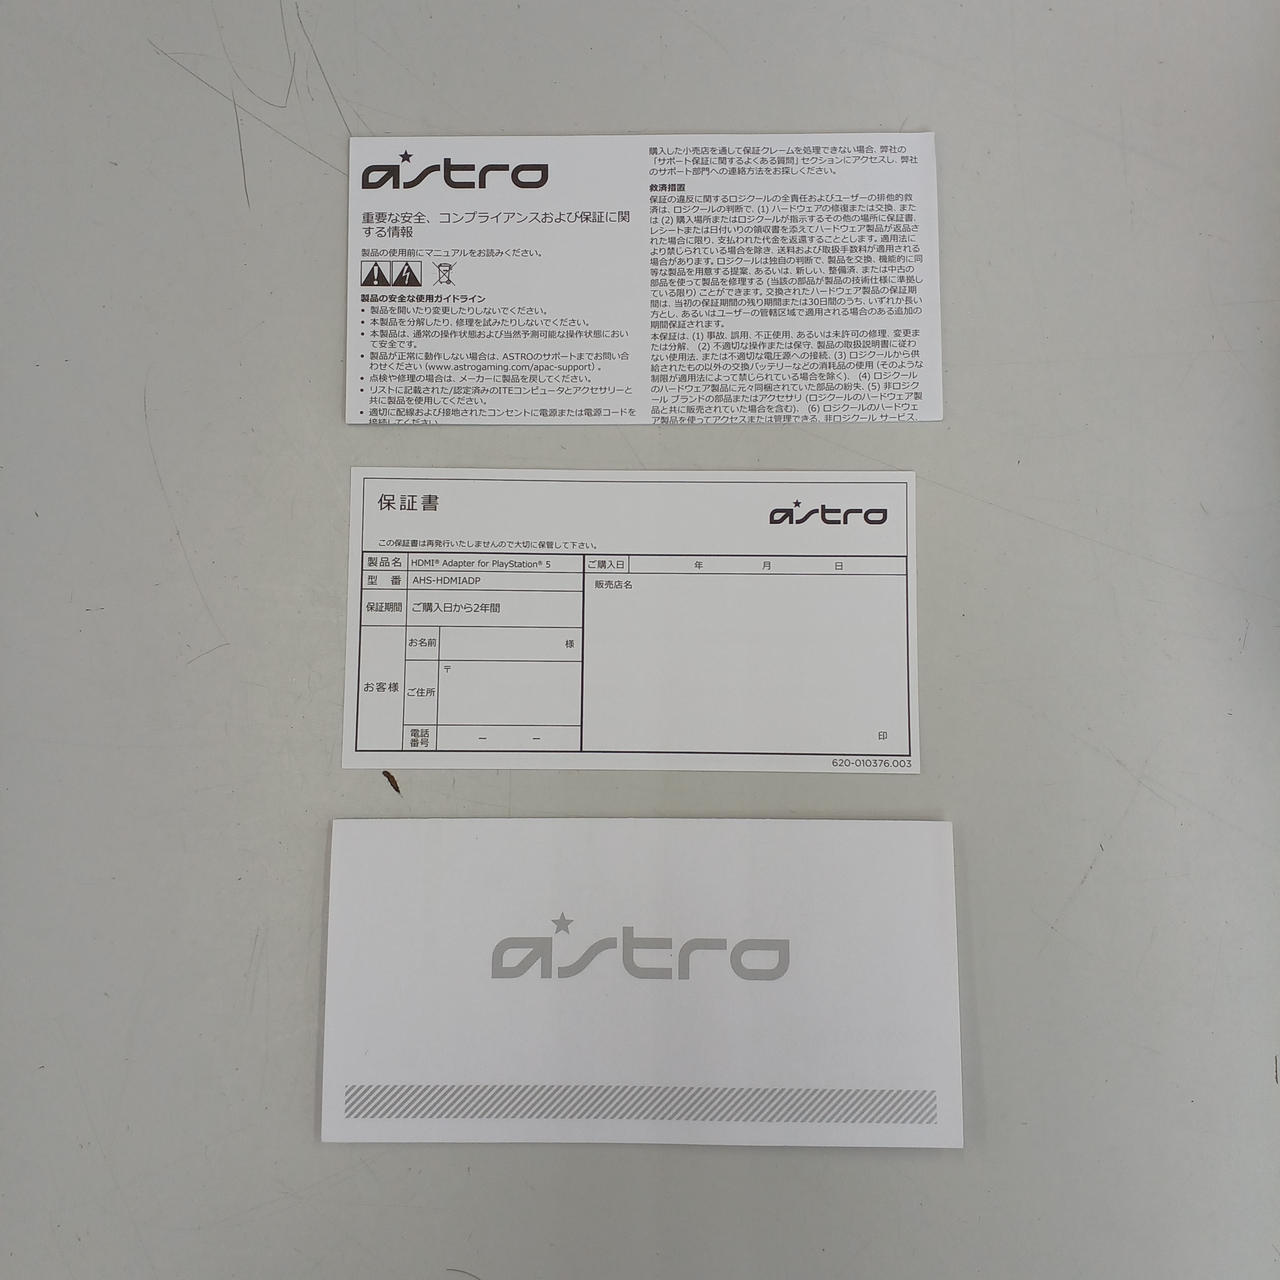 astro
重要な安全、コンプライアンスおよび保証に関
する情報
製品の使用前にマニュアルをお読みください。
製品の安全な使用ガイドライン
• 製品を開いたり変更したりしないでください。
• 本製品を分解したり、修理を試みたりしないでください。
• 本製品は、通常の操作状態および当然予測可能な操作状態において
て安全です。
• 製品が正常に動作しない場合は、ASTROのサポートまでお問い合
わせください (www.astrogaming.com/apac-support) 。
• 点検や修理の場合は、メーカーに製品を戻してください。
• リストに記載された/認定済みのITEコンピュータとアクセサリーと
共に製品を使用してください。
• 適切に配線および接地されたコンセントに電源または電源コードを
接続してください
購入した小売店を通して保証クレームを処理できない場合、弊社の
「サポート保証に関するよくある質問」セクションにアクセスし、弊社
のサポート部門への連絡方法をお探しください。
救済措置
保証の違反に関するロジクールの全責任およびユーザーの排他的救
済は、ロジクールの判断で、(1) ハードウェアの修復または交換、また
は (2) 購入場所またはロジクールが指示するその他の場所に保証書、
レシートまたは日付いりの領収書を添えてハードウェア製品が返品さ
れた場合に限り、支払われた代金を返還することとします。適用法に
より禁じられている場合を除き、送料および取扱手数料が適用される
場合があります。ロジクールは独自の判断で、製品を交換、機能的に同
等な製品を用意する提案、あるいは、新しい、整備済、または中古の
部品を使って製品を修理する (当該の部品が製品の技術仕様に準拠し
ている限り) ことができます。交換されたハードウェア製品の保証期
間は、当初の保証期間の残り期間または30日間のうち、いずれか長い
方とし、あるいはユーザーの管轄区域で適用される場合のある追加の
期間保証されます。
本保証は、(1) 事故、誤用、不正使用、あるいは未許可の修理、変更ま
たは分解、 (2) 不適切な操作または保守、製品の取扱説明書に従わ
ない使用法、または不適切な電圧源への接続、(3) ロジクールから供
給されたもの以外の交換バッテリーなどの消耗品の使用 (そのような
制限が適用法によって禁じられている場合を除く)、 (4) ロジクール
のハードウェア製品に元々同梱されていた部品の紛失、(5) 非ロジク
ール ブランドの部品またはアクセサリ (ロジクールのハードウェア製
品と共に販売されていた場合を含む)、 (6) ロジクールのハードウェ
ア製品を使ってアクセスまたは管理できる、非ロジクール サービス、
保証書
astro
この保証書は再発行いたしませんので大切に保管して下さい。
製品名 HDMI® Adapter for PlayStation® 5
ご購入日 年 月 日
型 番 AHS-HDMIADP
販売店名
保証期間 ご購入日から2年間
お客様
お名前 様
ご住所 〒
電話
番号 － －
印
620-010376.003
astro